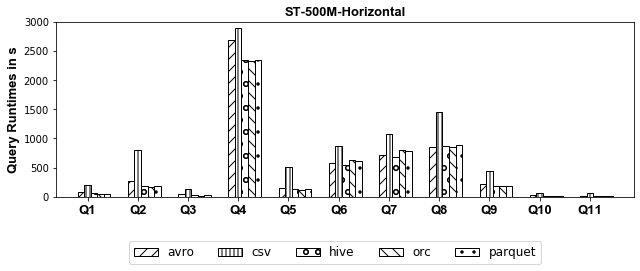 ST-500M-Horizontal
Query Runtimes in s
3000
2500
2000
1500
1000
500
0
Q1 Q2 Q3 Q4 Q5 Q6 Q7 Q8 Q9 Q10 Q11
avro csv hive orc parquet